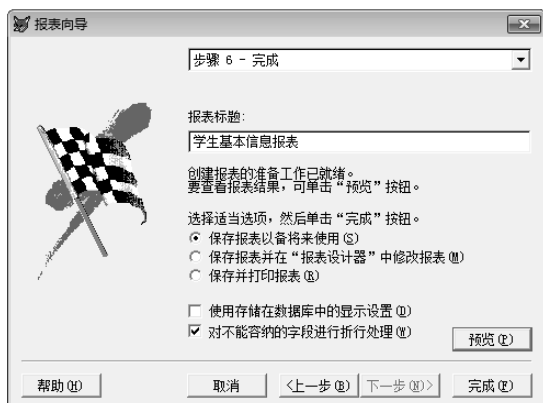 报表向导
步骤 6 - 完成
报表标题:
学生基本信息报表
创建报表的准备工作已就绪。
要查看报表结果，可单击“预览”按钮。
选择适当选项，然后单击“完成”按钮。
保存报表以备将来使用(S)
保存报表并在“报表设计器”中修改报表(M)
保存并打印报表(R)
使用存储在数据库中的显示设置(D)
对不能容纳的字段进行折行处理(W)
预览(P)
帮助(H) 取消 <上一步(B) 下一步(N)> 完成(F)